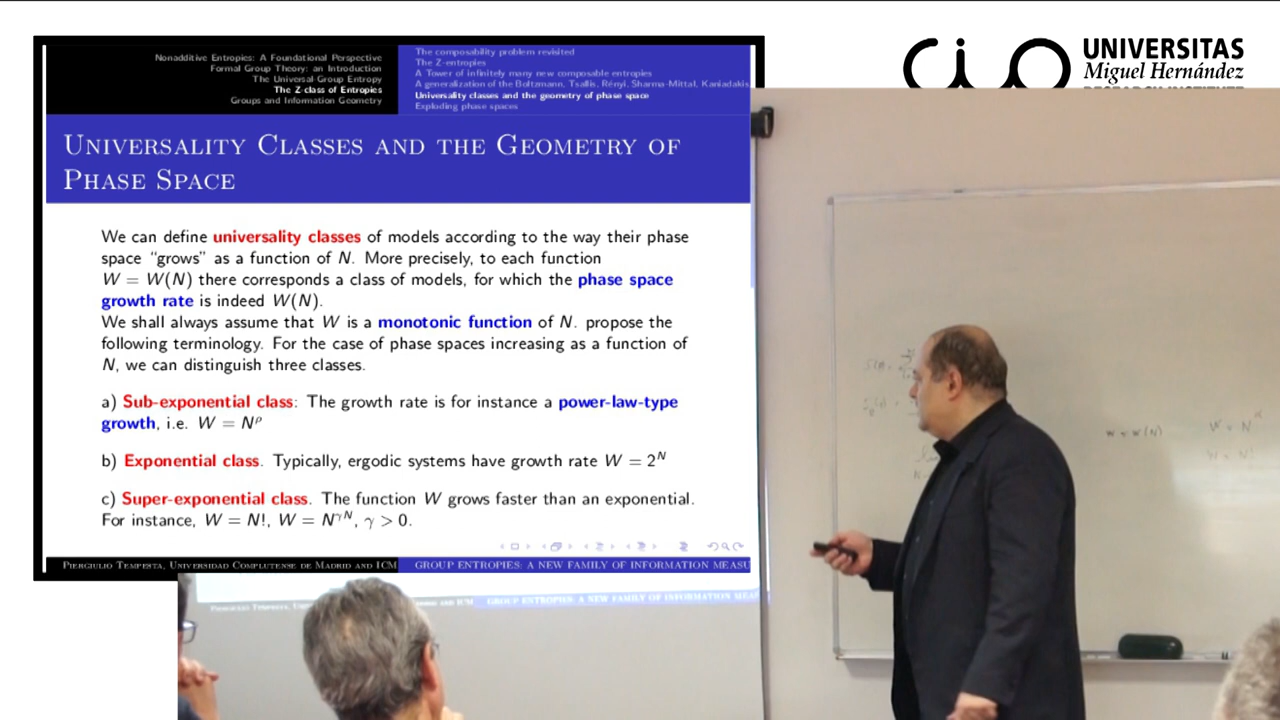 Nonadditive Entropies: A Foundational Perspective
Formal Group Theory: an Introduction
The Universal Group Entropy
The Z-class of Entropies
Groups and Information Geometry
The composability problem revisited
The Z-entropies
A Tower of infinitely many new composable entropies
A generalization of the Boltzmann, Tsallis, Rényi, Sharma-Mittal, Kaniadakis
Universality classes and the geometry of phase space
Exploding phase spaces
Universality Classes and the Geometry of
Phase Space
We can define universality classes of models according to the way their phase
space “grows” as a function of N. More precisely, to each function
W = W(N) there corresponds a class of models, for which the phase space
growth rate is indeed W(N).
We shall always assume that W is a monotonic function of N. propose the
following terminology. For the case of phase spaces increasing as a function of
N, we can distinguish three classes.
a) Sub-exponential class: The growth rate is for instance a power-law-type
growth, i.e. W = N^ρ
b) Exponential class. Typically, ergodic systems have growth rate W = 2^N
c) Super-exponential class. The function W grows faster than an exponential.
For instance, W = N!, W = N^{γN}, γ > 0.
Piergiulio Tempesta, Universidad Complutense de Madrid and ICM
GROUP ENTROPIES: A NEW FAMILY OF INFORMATION MEASU
cio
UNIVERSITAS
Miguel Hernández
GROUP ENTROPIES: A NEW FAMILY OF INFORMATION MEAS
W = W(N)